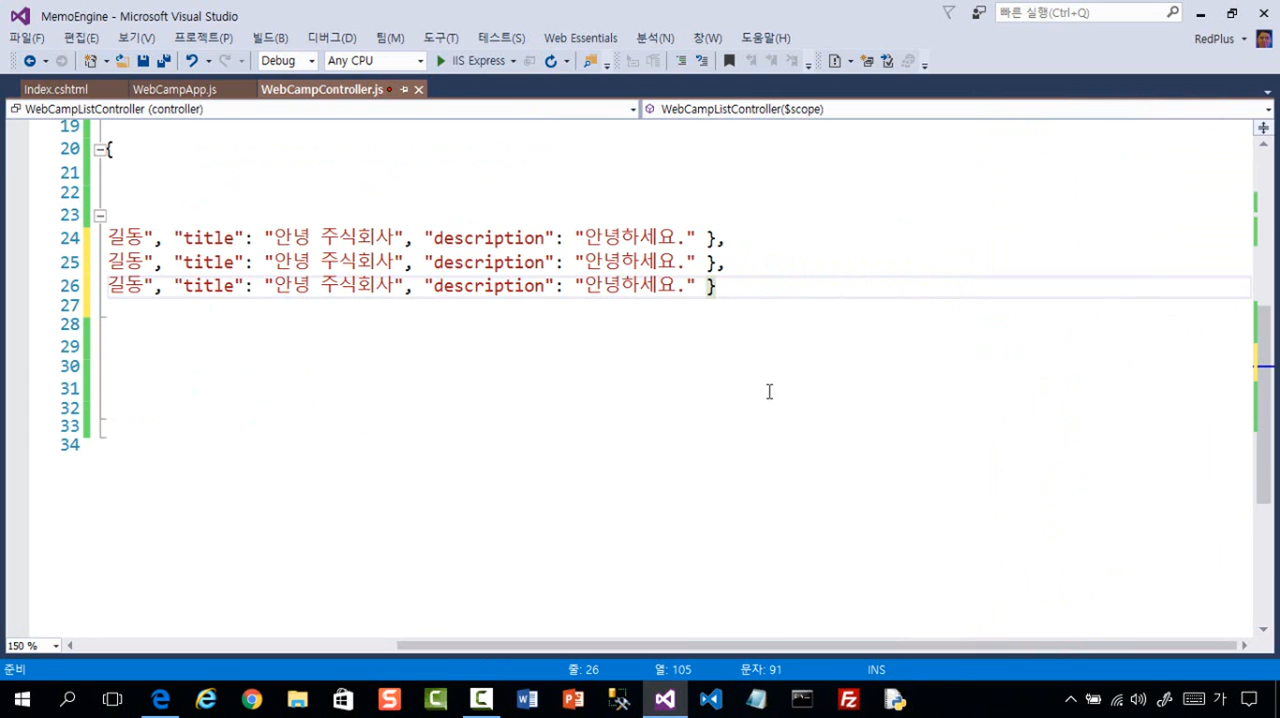 MemoEngine - Microsoft Visual Studio
빠른 실행(Ctrl+Q)
파일(F) 편집(E) 보기(V) 프로젝트(P) 빌드(B) 디버그(D) 팀(M) 도구(T) 테스트(S) Web Essentials 분석(N) 창(W) 도움말(H) RedPlus
Debug Any CPU IIS Express
Index.cshtml WebCampApp.js WebCampController.js
WebCampListController (controller) WebCampListController($scope)
19
20 {
21
22
23
24 길동", "title": "안녕 주식회사", "description": "안녕하세요." },
25 길동", "title": "안녕 주식회사", "description": "안녕하세요." },
26 길동", "title": "안녕 주식회사", "description": "안녕하세요." }
27
28
29
30
31
32
33
34
150 %
준비 줄: 26 열: 105 문자: 91 INS
가